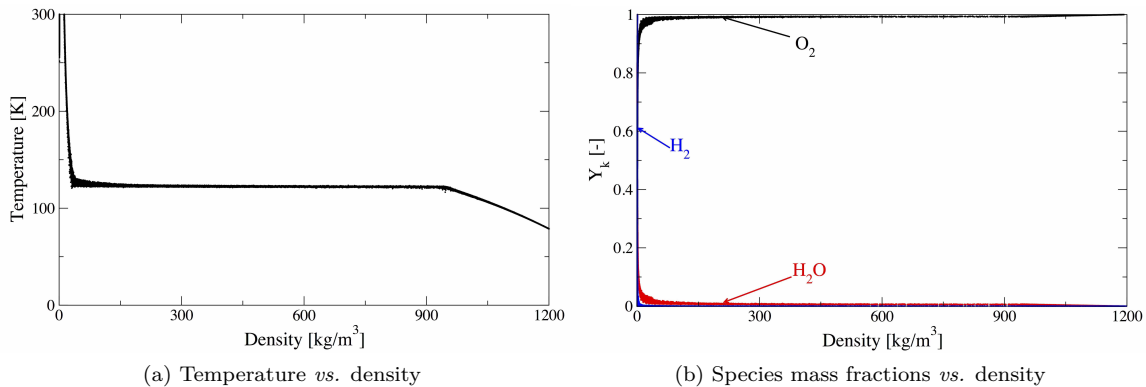 300
200
100
0
Temperature [K]
0 300 600 900 1200
Density [kg/m³]
(a) Temperature vs. density
1
0.8
0.6
0.4
0.2
0
Y_k [-]
O₂
H₂
H₂O
0 300 600 900 1200
Density [kg/m³]
(b) Species mass fractions vs. density